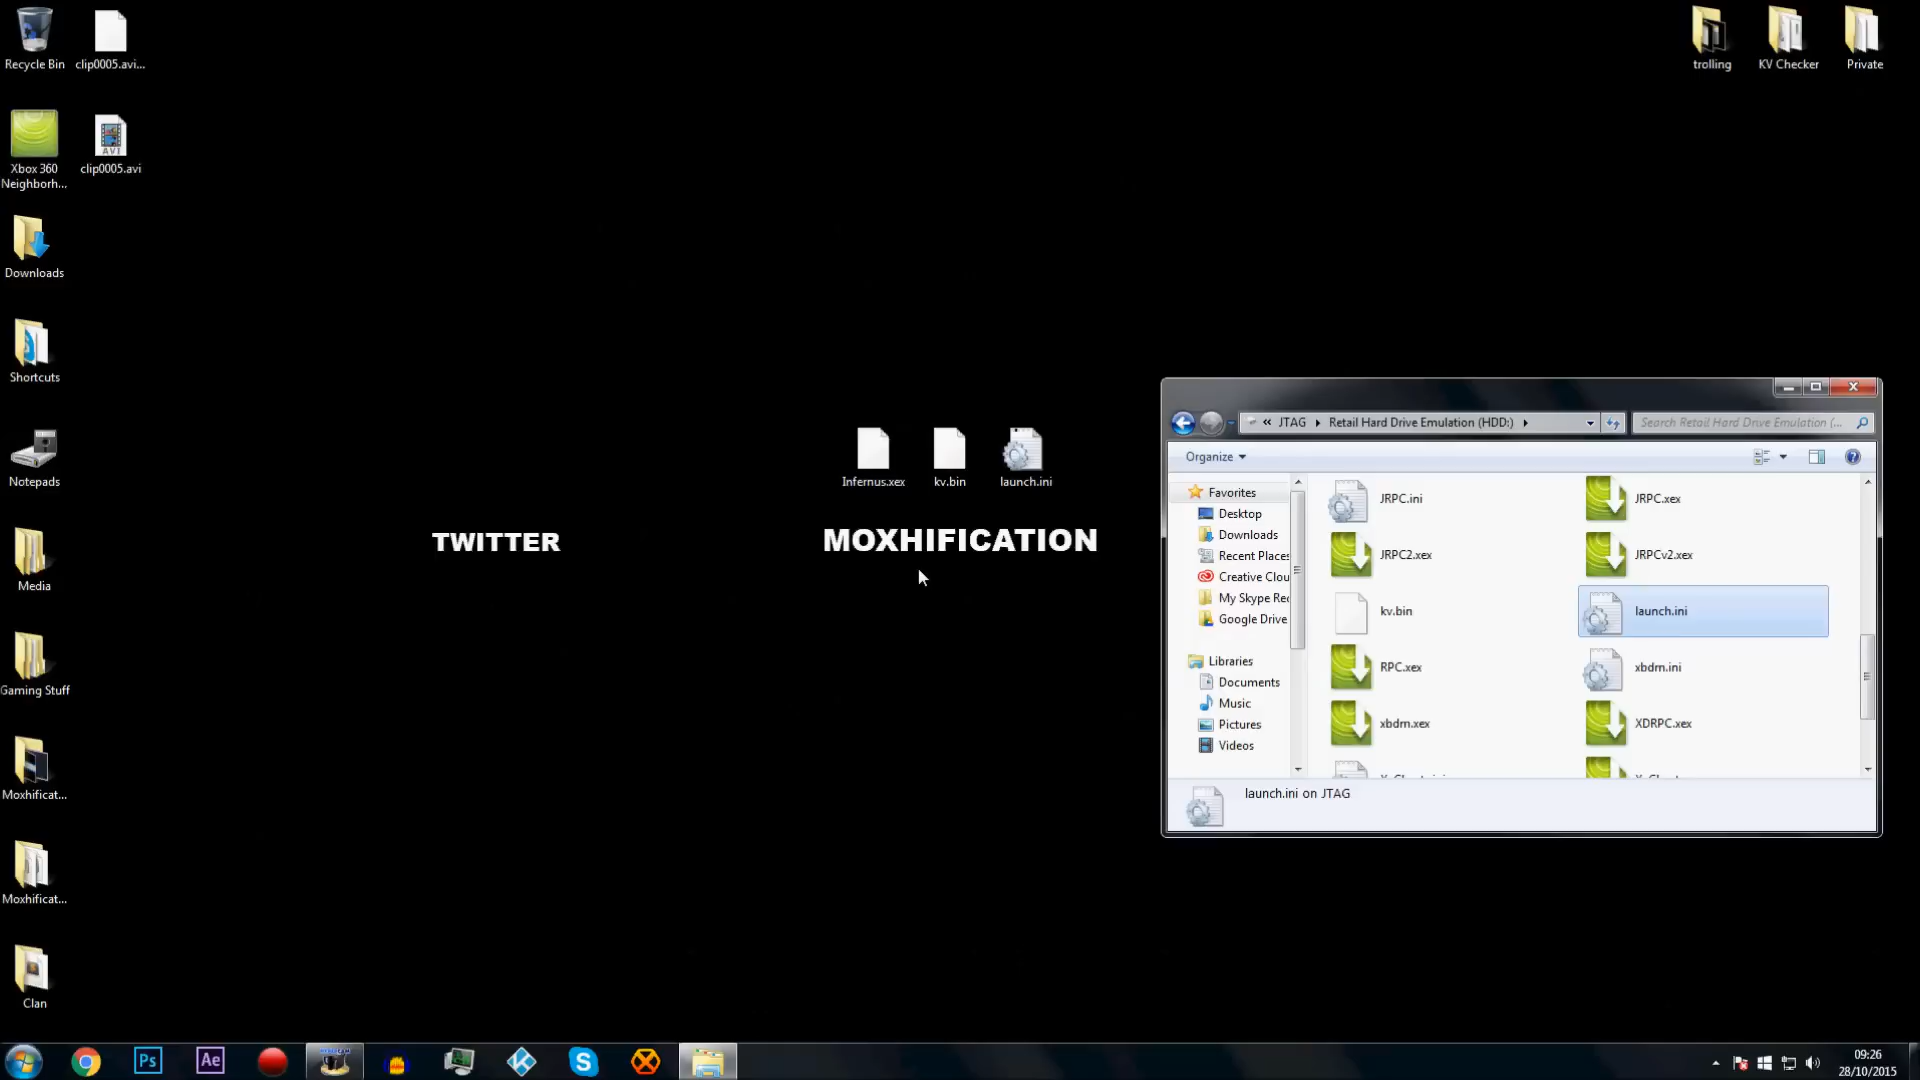 Recycle Bin
clip0005.avi...
trolling
KV Checker
Private
Xbox 360
Neighborh...
AVI
clip0005.avi
Downloads
Shortcuts
Notepads
Media
Gaming Stuff
Moxhificat...
Moxhificat...
Clan
Infernus.xex
kv.bin
launch.ini
TWITTER
MOXHIFICATION
« JTAG
Retail Hard Drive Emulation (HDD:)
Search Retail Hard Drive Emulation (...
Organize
Favorites
Desktop
Downloads
Recent Places
Creative Clou
My Skype Rec
Google Drive
Libraries
Documents
Music
Pictures
Videos
JRPC.ini
JRPC.xex
JRPC2.xex
JRPCv2.xex
kv.bin
launch.ini
RPC.xex
xbdm.ini
xbdm.xex
XDRPC.xex
launch.ini on JTAG
Ps
Ae
09:26
28/10/2015